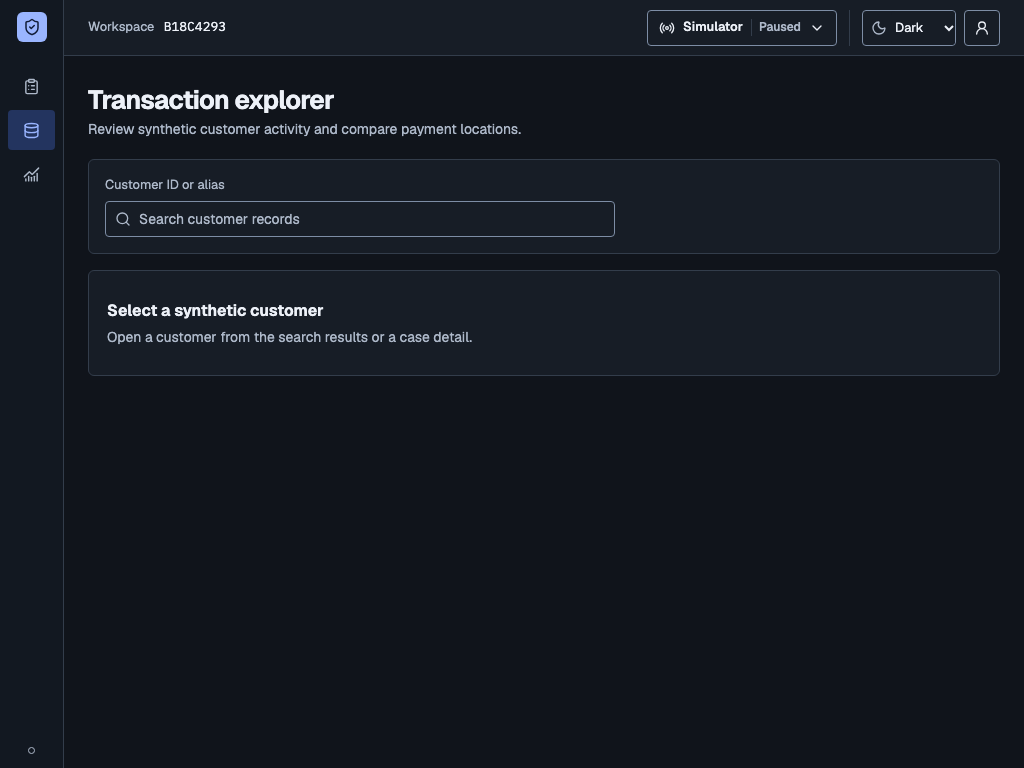 Workspace B18C4293
Simulator Paused
Dark
Transaction explorer
Review synthetic customer activity and compare payment locations.
Customer ID or alias
Search customer records
Select a synthetic customer
Open a customer from the search results or a case detail.